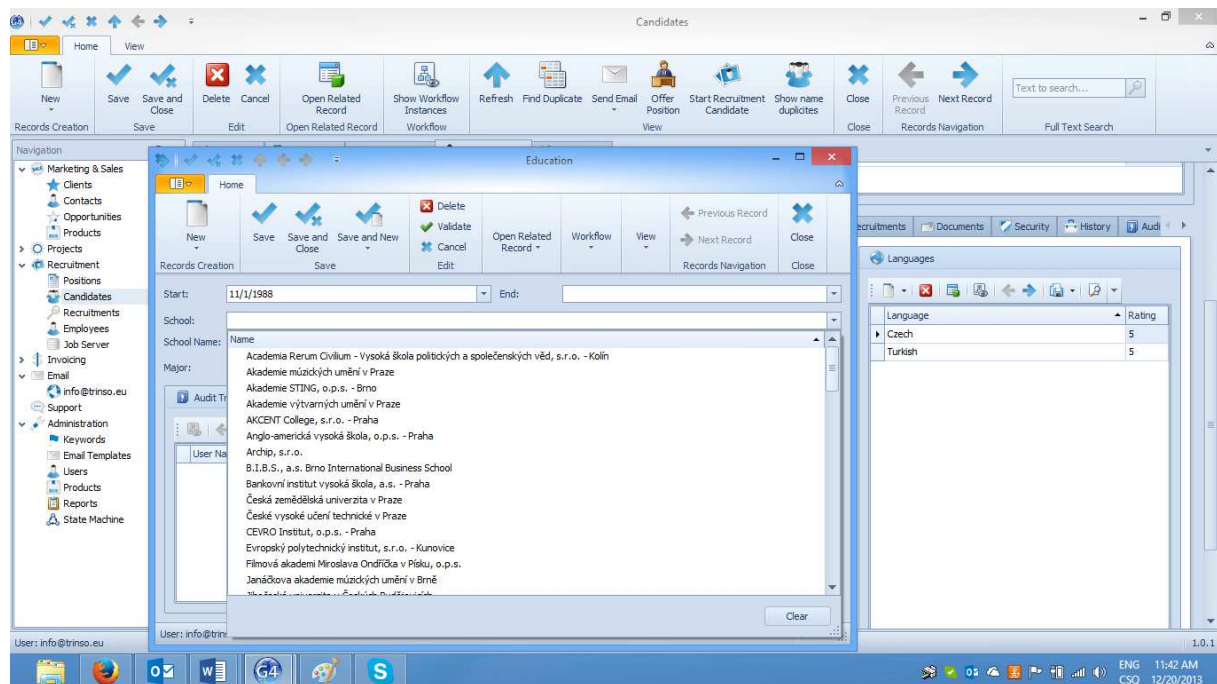 Candidates
Home View
New Save Save and Close Delete Cancel Open Related Record Show Workflow Instances Refresh Find Duplicate Send Email Offer Position Start Recruitment Candidate Show name duplicites Close Previous Record Next Record Text to search...
Records Creation Save Edit Open Related Record Workflow View Close Records Navigation Full Text Search
Navigation
Marketing & Sales
Clients
Contacts
Opportunities
Products
Projects
Recruitment
Positions
Candidates
Recruitments
Employees
Job Server
Invoicing
Email
info@trinso.eu
Support
Administration
Keywords
Email Templates
Users
Products
Reports
State Machine
Education
Home
New Save Save and Close Save and New Delete Validate Cancel Open Related Record Workflow View Previous Record Next Record Close
Records Creation Save Edit Records Navigation Close
Start: 11/1/1988 End:
School:
School Name:
Major:
Audit Tr
User Na
Name
Academia Rerum Civilium - Vysoká škola politických a společenských věd, s.r.o. - Kolín
Akademie múzických umění v Praze
Akademie STING, o.p.s. - Brno
Akademie výtvarných umění v Praze
AKCENT College, s.r.o. - Praha
Anglo-americká vysoká škola, o.p.s. - Praha
Archip, s.r.o.
B.I.B.S., a.s. Brno International Business School
Bankovní institut vysoká škola, a.s. - Praha
Česká zemědělská univerzita v Praze
České vysoké učení technické v Praze
CEVRO Institut, o.p.s. - Praha
Evropský polytechnický institut, s.r.o. - Kunovice
Filmová akademi Miroslava Ondříčka v Písku, o.p.s.
Janáčkova akademie múzických umění v Brně
Clear
User: info@trins
ecruitments Documents Security History Audi
Languages
Language Rating
Czech 5
Turkish 5
User: info@trinso.eu
1.0.1
G4
ENG 11:42 AM
CSQ 12/20/2013